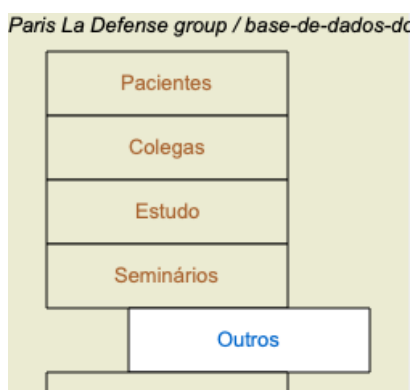 Paris La Defense group / base-de-dados-do
Pacientes
Colegas
Estudo
Seminários
Outros